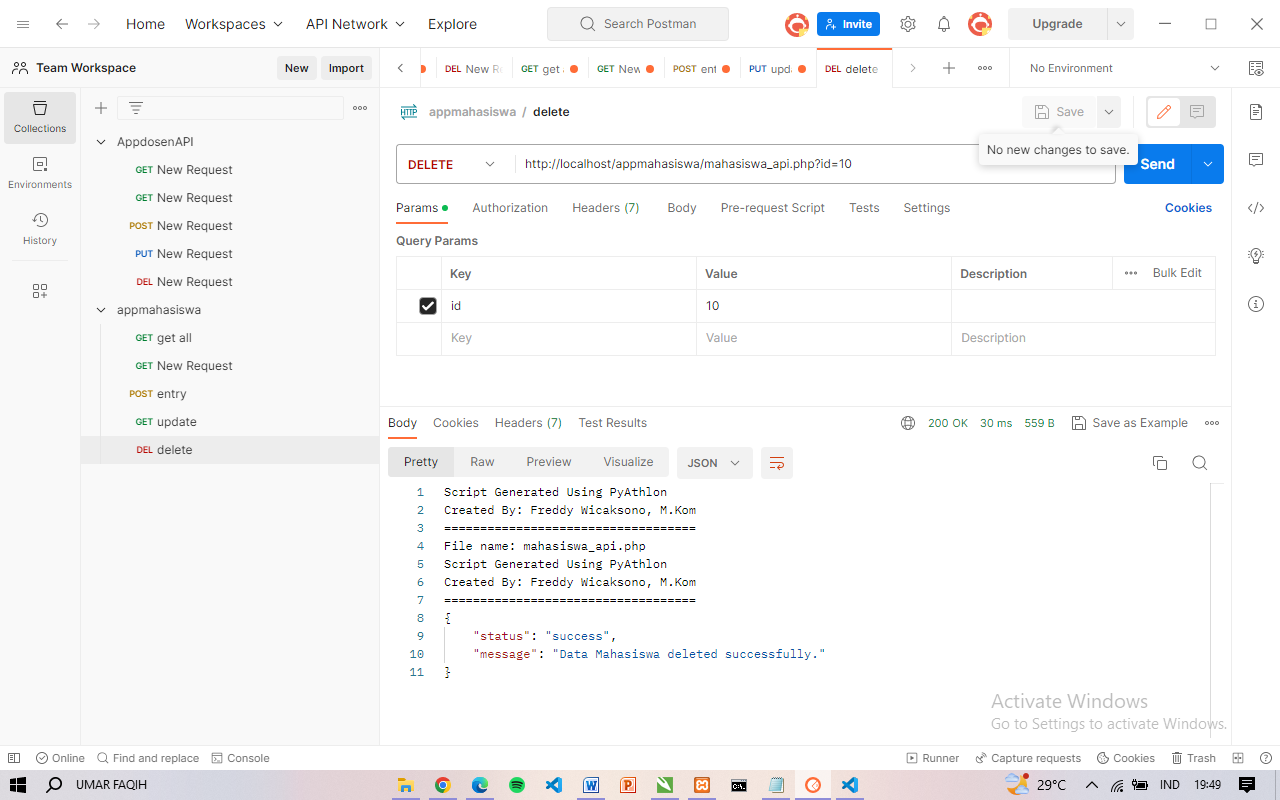 Home Workspaces API Network Explore Search Postman Invite Upgrade
Team Workspace New Import DEL New R GET get GET New POST ent PUT upd DEL delete No Environment
Collections
Environments
History
AppdosenAPI
GET New Request
GET New Request
POST New Request
PUT New Request
DEL New Request
appmahasiswa
GET get all
GET New Request
POST entry
GET update
DEL delete
HTTP appmahasiswa / delete Save
No new changes to save.
DELETE http://localhost/appmahasiswa/mahasiswa_api.php?id=10 Send
Params Authorization Headers (7) Body Pre-request Script Tests Settings Cookies
Query Params
Key Value Description Bulk Edit
id 10
Key Value Description
Body Cookies Headers (7) Test Results 200 OK 30 ms 559 B Save as Example
Pretty Raw Preview Visualize JSON
1 Script Generated Using PyAthlon
2 Created By: Freddy Wicaksono, M.Kom
3 ===================================
4 File name: mahasiswa_api.php
5 Script Generated Using PyAthlon
6 Created By: Freddy Wicaksono, M.Kom
7 ===================================
8 {
9 "status": "success",
10 "message": "Data Mahasiswa deleted successfully."
11 }
Activate Windows
Go to Settings to activate Windows.
Online Find and replace Console Runner Capture requests Cookies Trash
UMAR FAQIH 29°C IND 19:49